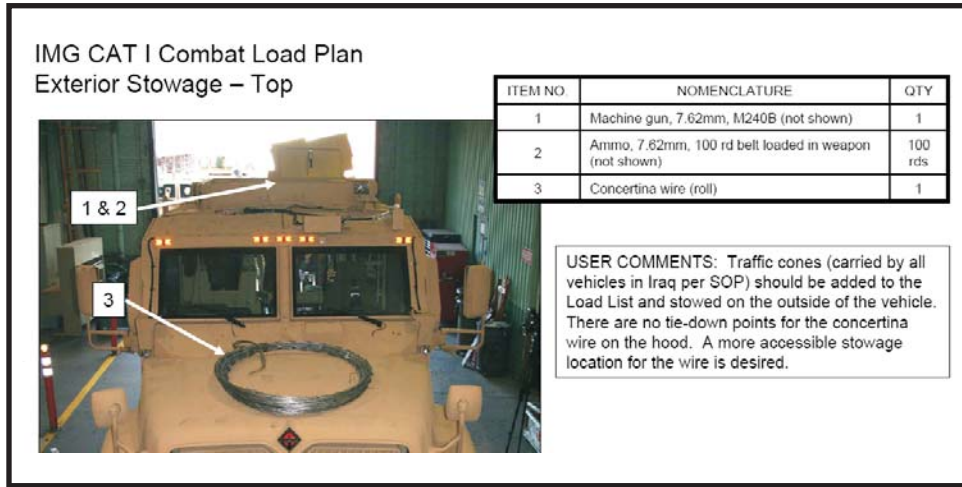 IMG CAT I Combat Load Plan
Exterior Stowage – Top
ITEM NO. NOMENCLATURE QTY
1 Machine gun, 7.62mm, M240B (not shown) 1
2 Ammo, 7.62mm, 100 rd belt loaded in weapon (not shown) 100 rds
3 Concertina wire (roll) 1
1 & 2
3
USER COMMENTS: Traffic cones (carried by all
vehicles in Iraq per SOP) should be added to the
Load List and stowed on the outside of the vehicle.
There are no tie-down points for the concertina
wire on the hood. A more accessible stowage
location for the wire is desired.